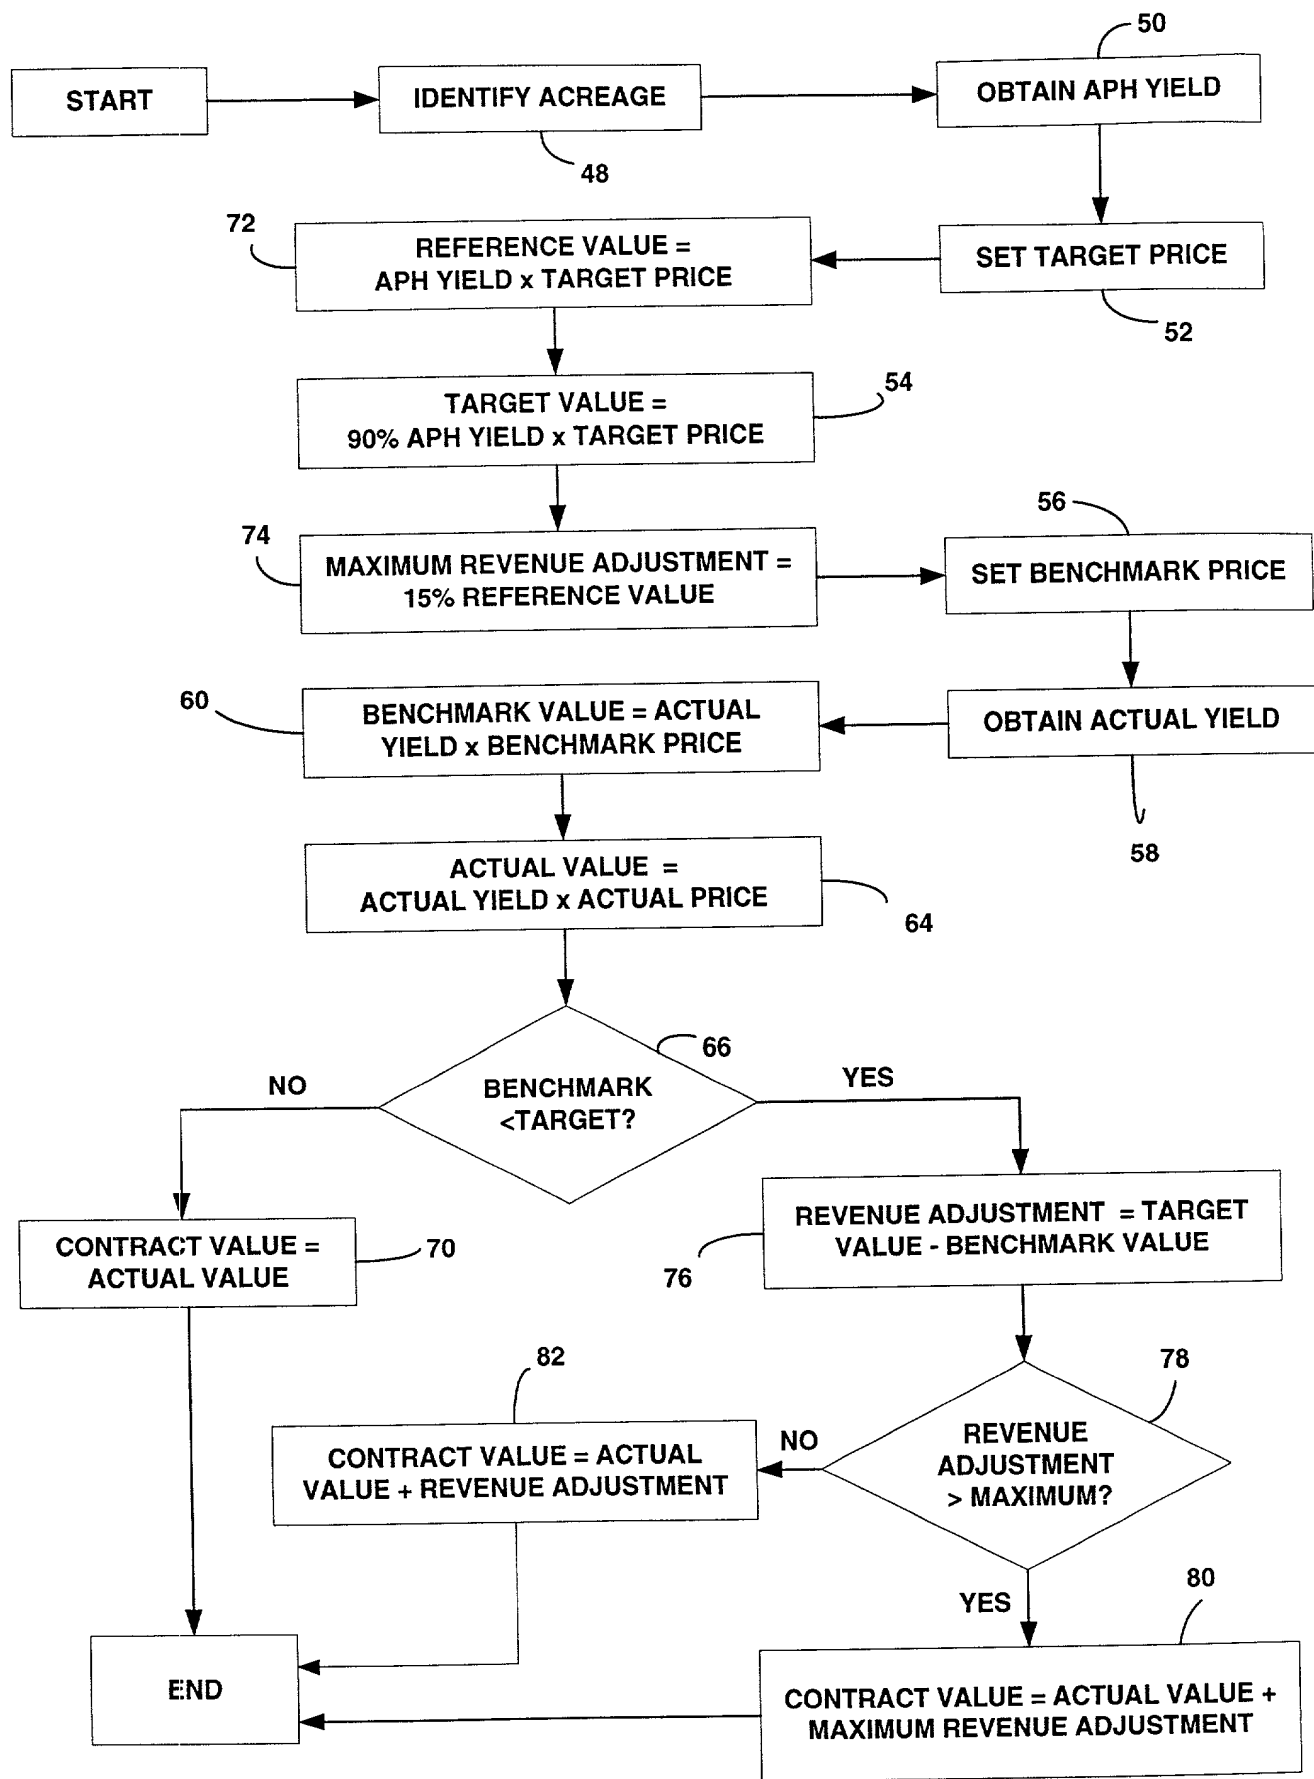 50
START
IDENTIFY ACREAGE
OBTAIN APH YIELD
48
72
REFERENCE VALUE =
APH YIELD x TARGET PRICE
SET TARGET PRICE
52
54
TARGET VALUE =
90% APH YIELD x TARGET PRICE
56
74
MAXIMUM REVENUE ADJUSTMENT =
15% REFERENCE VALUE
SET BENCHMARK PRICE
60
BENCHMARK VALUE = ACTUAL
YIELD x BENCHMARK PRICE
OBTAIN ACTUAL YIELD
58
ACTUAL VALUE =
ACTUAL YIELD x ACTUAL PRICE
64
66
NO
BENCHMARK
<TARGET?
YES
CONTRACT VALUE =
ACTUAL VALUE
70
REVENUE ADJUSTMENT = TARGET
VALUE - BENCHMARK VALUE
76
82
78
CONTRACT VALUE = ACTUAL
VALUE + REVENUE ADJUSTMENT
NO
REVENUE
ADJUSTMENT
> MAXIMUM?
YES
80
END
CONTRACT VALUE = ACTUAL VALUE +
MAXIMUM REVENUE ADJUSTMENT